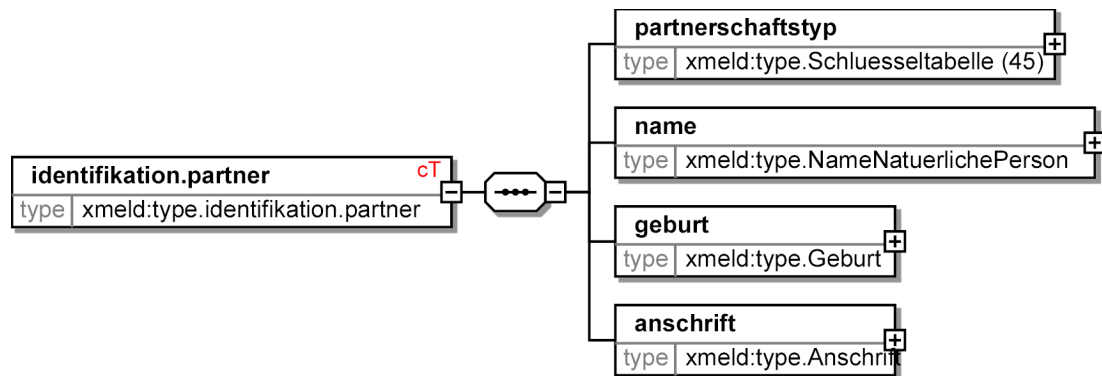 partnerschaftstyp
type xmeld:type.Schluesseltabelle (45)
name
type xmeld:type.NameNatuerlichePerson
identifikation.partner cT
type xmeld:type.identifikation.partner
geburt
type xmeld:type.Geburt
anschrift
type xmeld:type.Anschrift